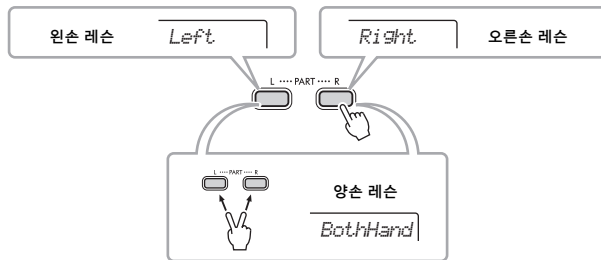 왼손 레슨
Left
Right
오른손 레슨
L ···· PART ···· R
L ···· PART ···· R
양손 레슨
BothHand